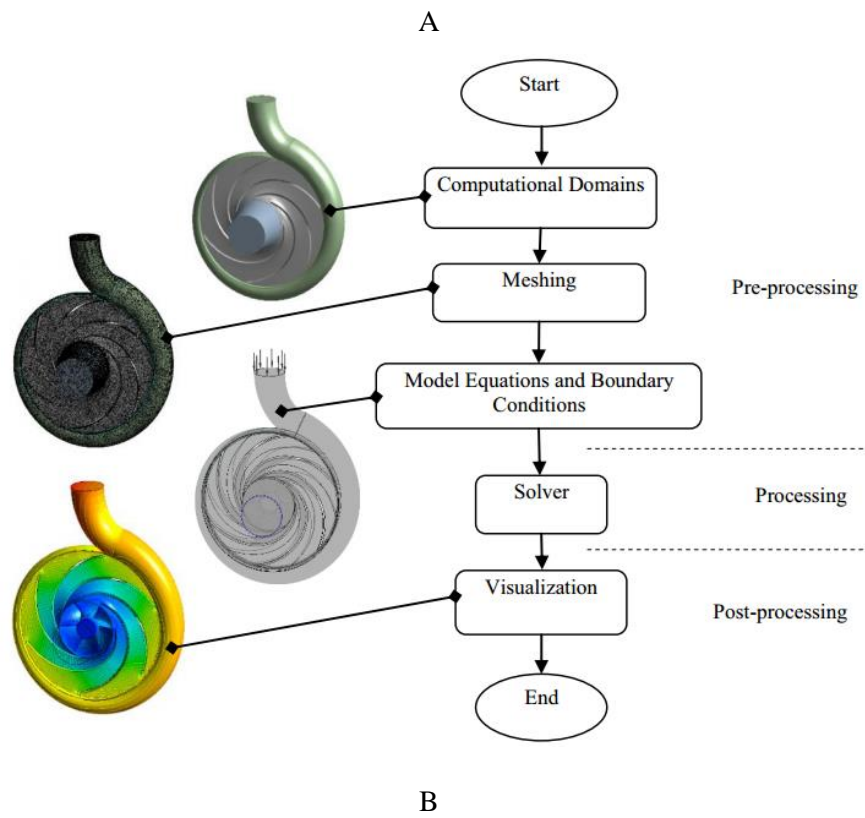 A
Start
Computational Domains
Meshing
Pre-processing
Model Equations and Boundary
Conditions
Solver
Processing
Visualization
Post-processing
End
B